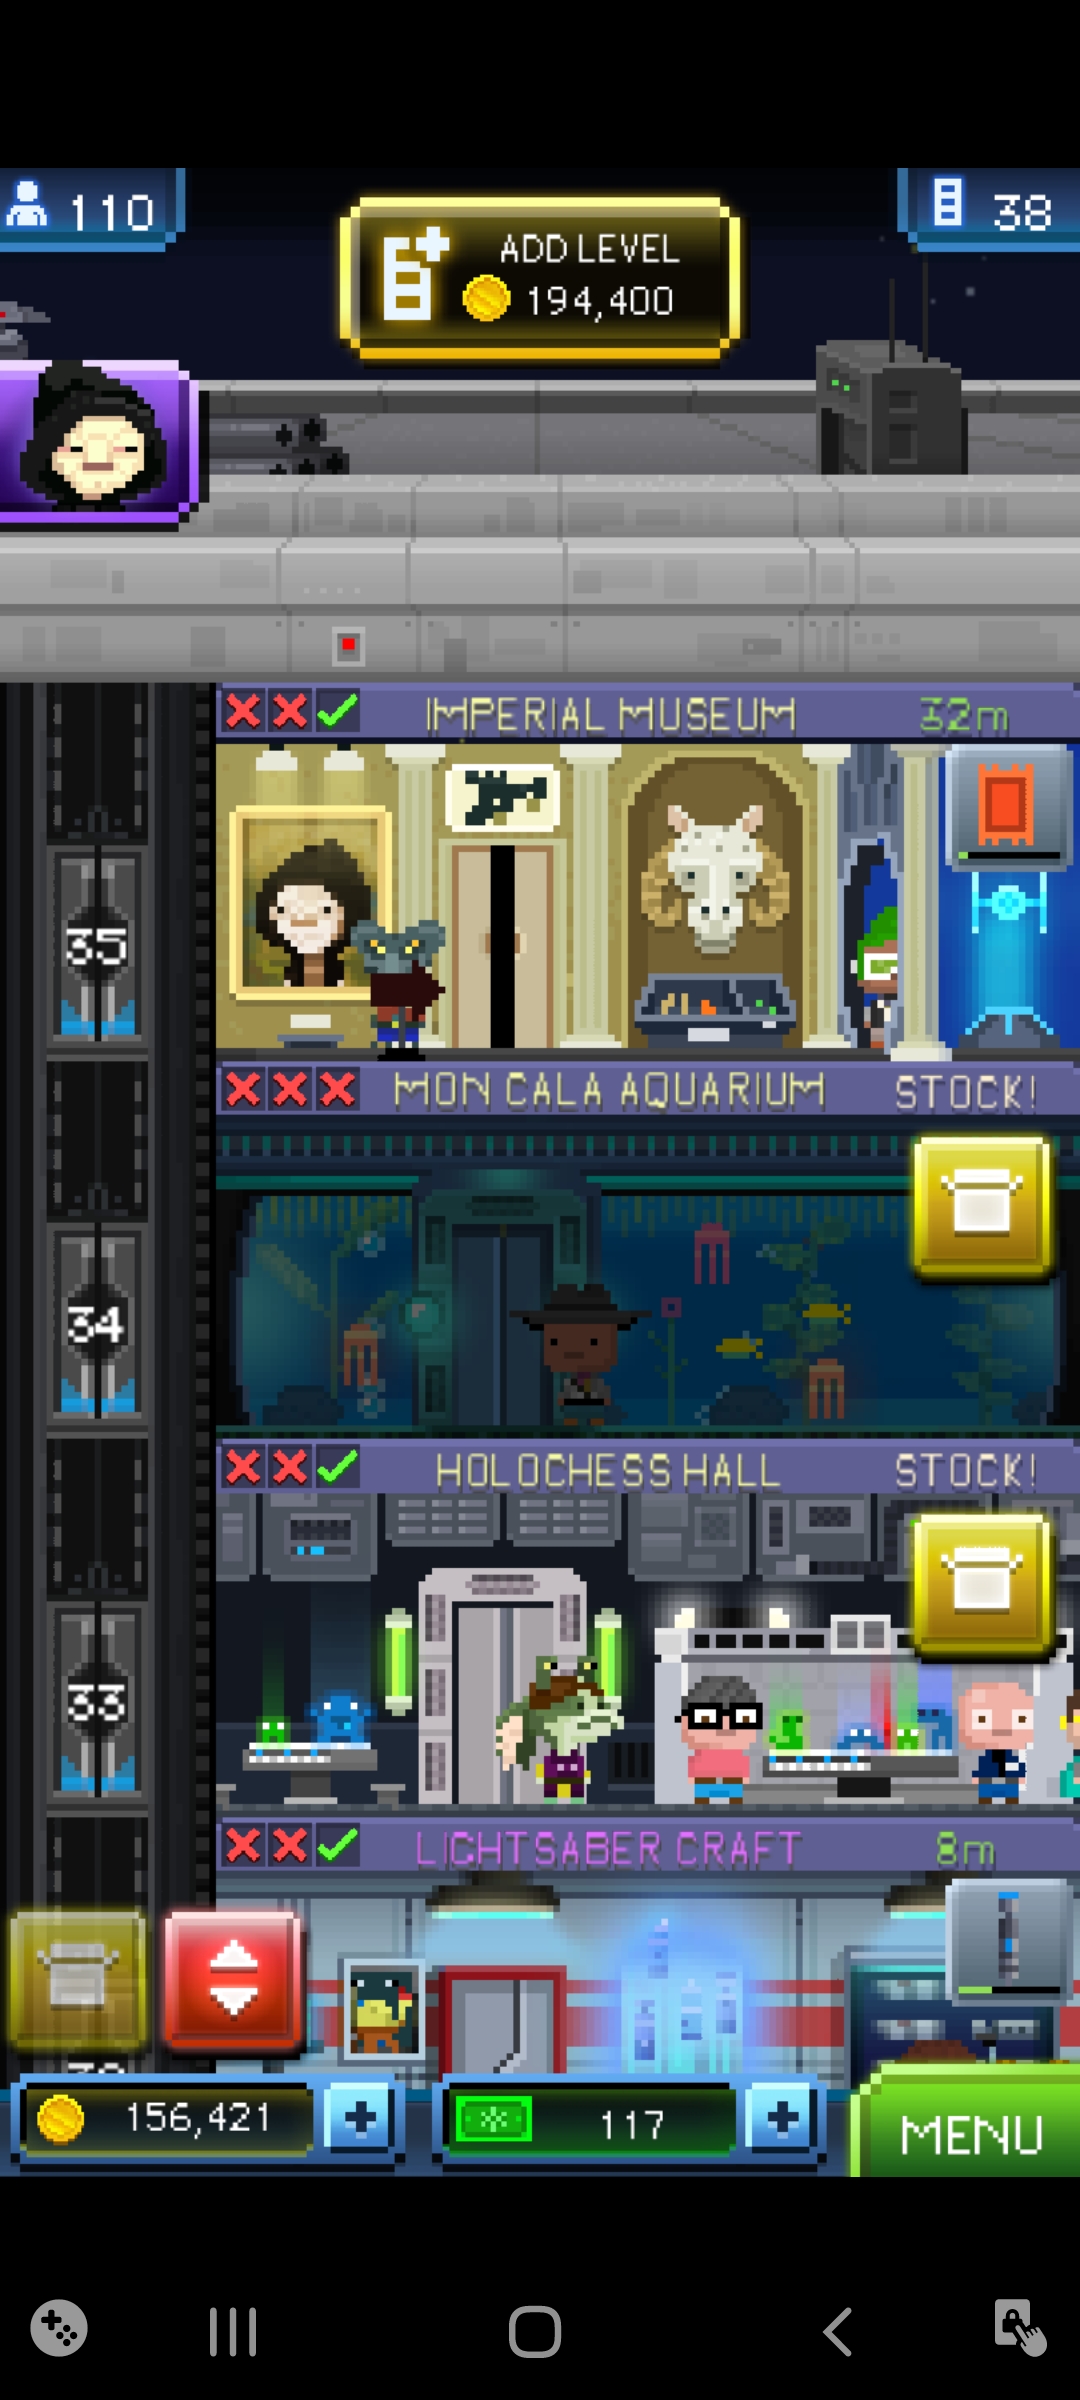 110
ADD LEVEL
194,400
38
IMPERIAL MUSEUM 32m
35
MON CALA AQUARIUM STOCK!
34
HOLOCHESS HALL STOCK!
33
LIGHTSABER CRAFT 8m
156,421
117
MENU